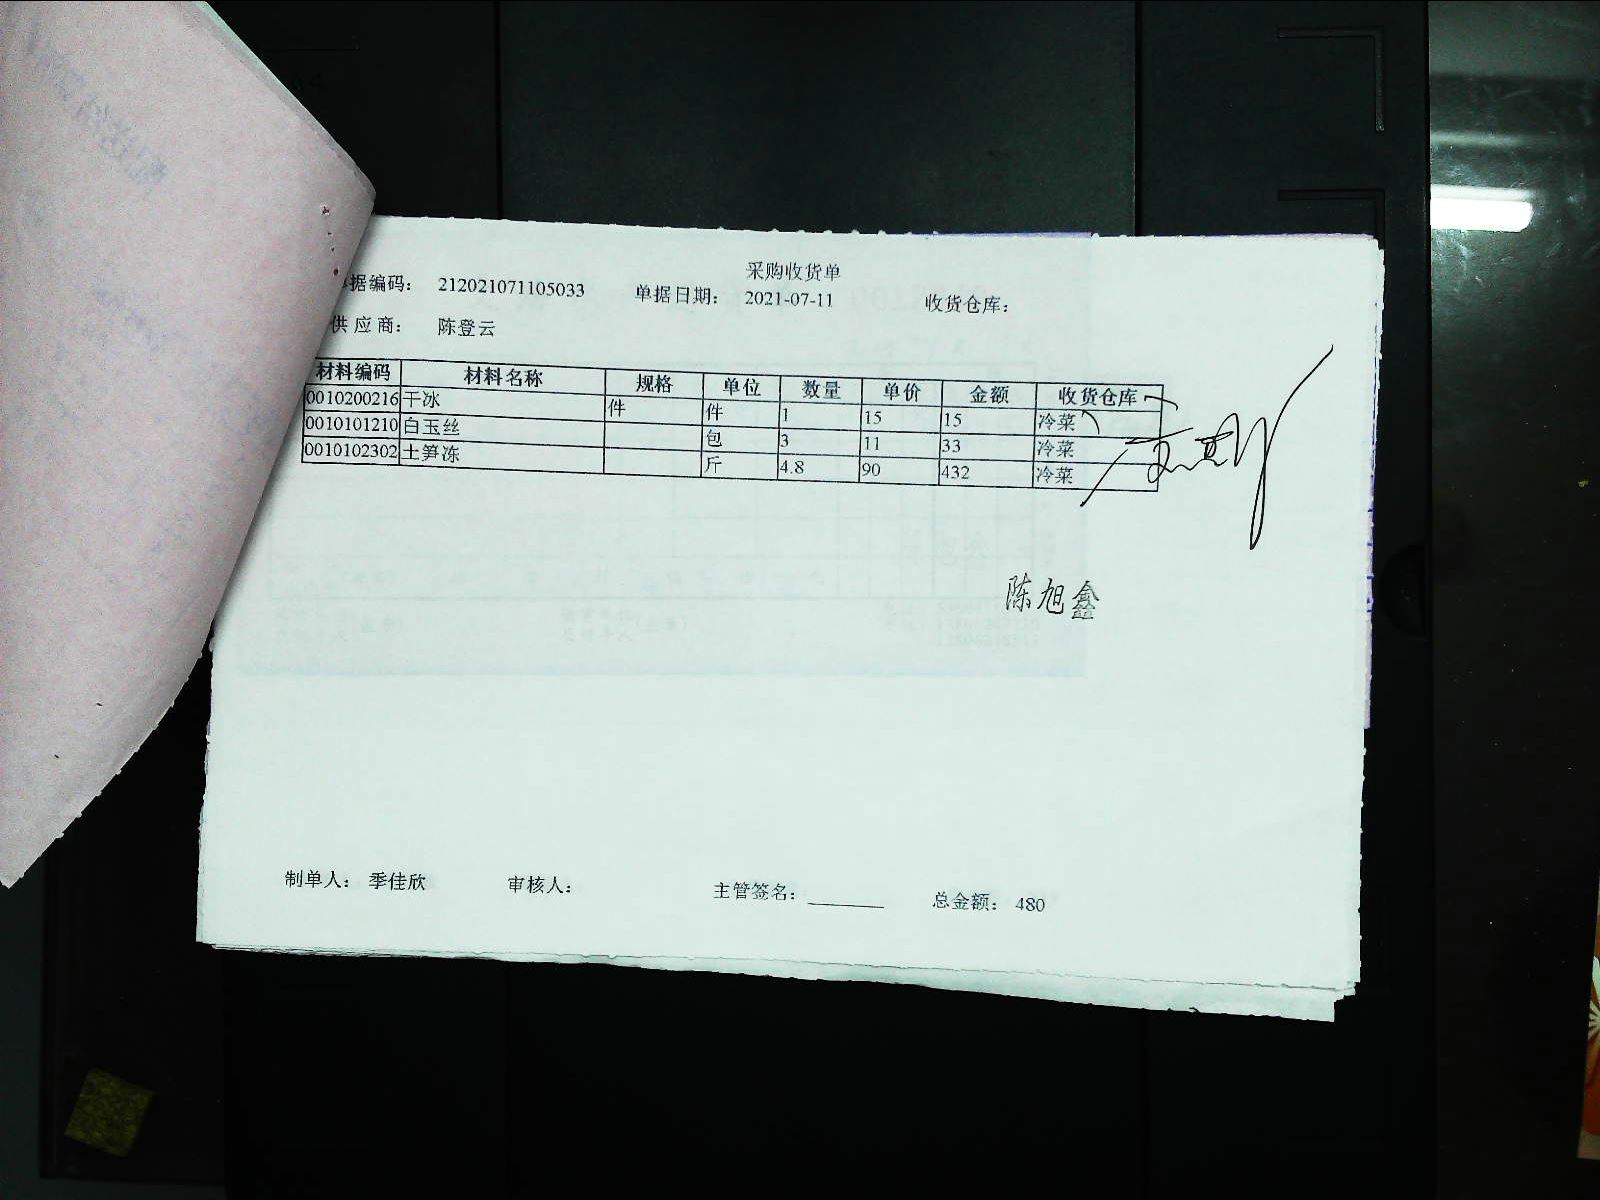 采购收货单
据编码： 212021071105033 单据日期： 2021-07-11 收货仓库：
供应商： 陈登云
材料编码 材料名称 规格 单位 数量 单价 金额 收货仓库
0010200216 干冰 件 件 1 15 15 冷菜
0010101210 白玉丝 包 3 11 33 冷菜
0010102302 土笋冻 斤 4.8 90 432 冷菜
陈旭鑫
制单人： 季佳欣 审核人： 主管签名：________ 总金额： 480